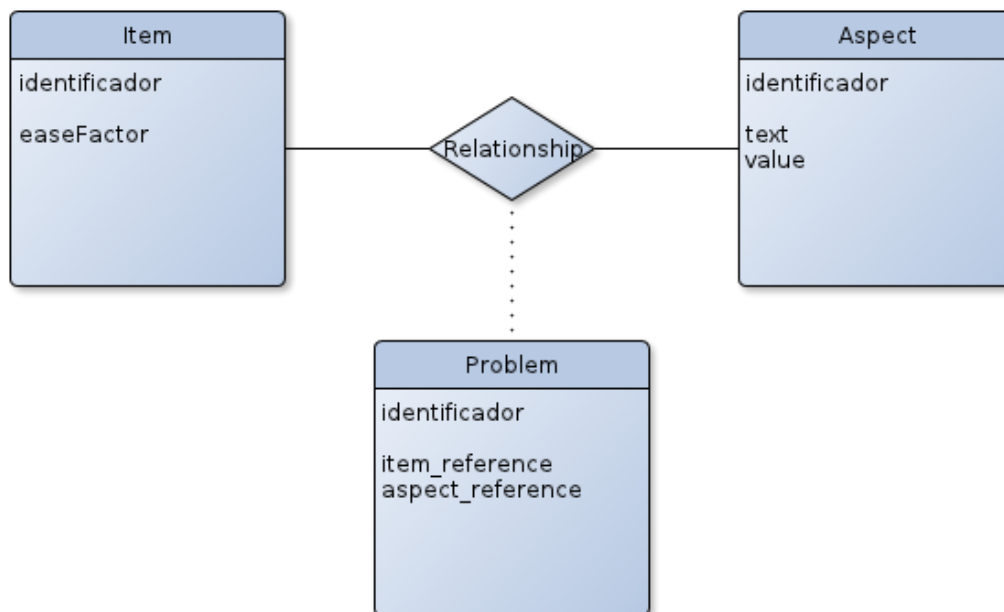 Item
identificador
easeFactor
Relationship
Aspect
identificador
text
value
Problem
identificador
item_reference
aspect_reference